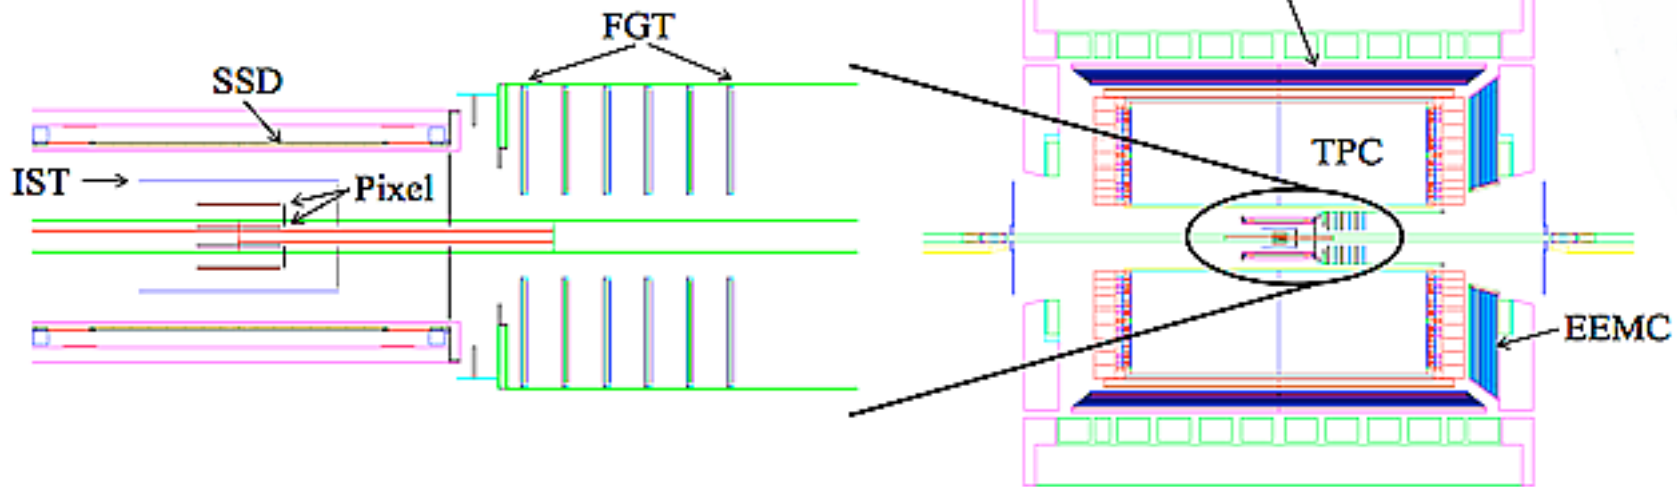 FGT
SSD
IST
Pixel
TPC
EEMC